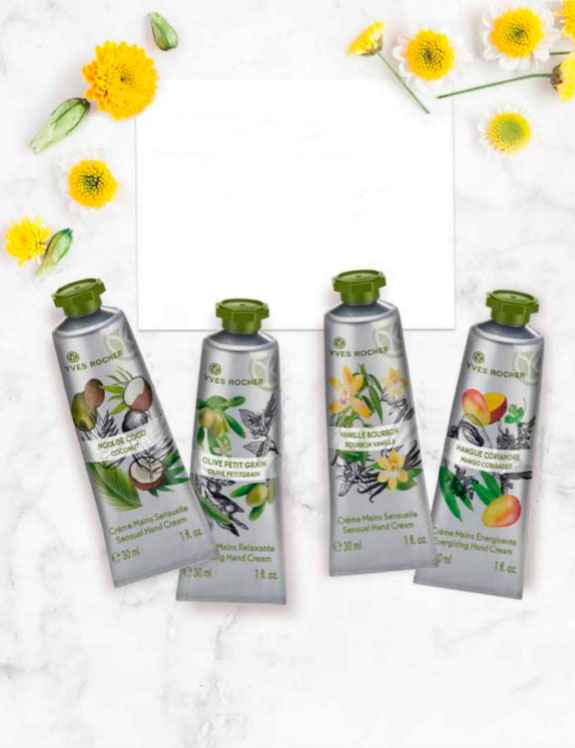 YVES ROCHER
NOIX DE COCO
COCONUT
Crème Mains Sensuelle
Sensual Hand Cream
℮ 30 ml 1 fl. oz.
YVES ROCHER
OLIVE PETIT GRAIN
OLIVE PETITGRAIN
Mains Relaxante
Hand Cream
℮ 30 ml 1 fl. oz.
YVES ROCHER
VANILLE BOURBON
BOURBON VANILLA
Crème Mains Sensuelle
Sensual Hand Cream
℮ 30 ml 1 fl. oz.
YVES ROCHER
MANGUE CORIANDRE
MANGO
Crème Mains Energisante
Energizing Hand Cream
ml 1 fl. oz.